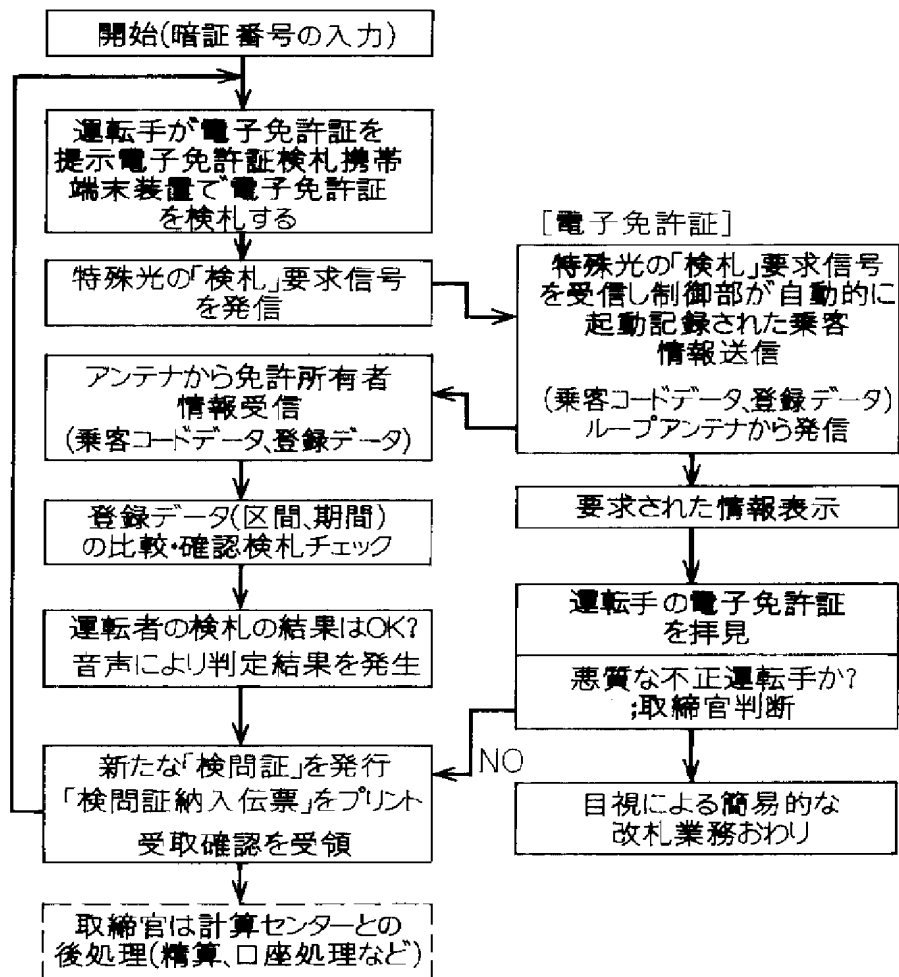 開始(暗証番号の入力)
運転手が電子免許証を
提示電子免許証検札携帯
端末装置で電子免許証
を検札する
特殊光の「検札」要求信号
を発信
アンテナから免許所有者
情報受信
(乗客コードデータ、登録データ)
登録データ(区間、期間)
の比較・確認検札チェック
運転者の検札の結果はOK?
音声により判定結果を発生
新たな「検問証」を発行
「検問証納入伝票」をプリント
受取確認を受領
取締官は計算センターとの
後処理(精算、口座処理など)
[電子免許証]
特殊光の「検札」要求信号
を受信し制御部が自動的に
起動記録された乗客
情報送信
(乗客コードデータ、登録データ)
ループアンテナから発信
要求された情報表示
運転手の電子免許証
を拝見
悪質な不正運転手か?
;取締官判断
NO
目視による簡易的な
改札業務おわり